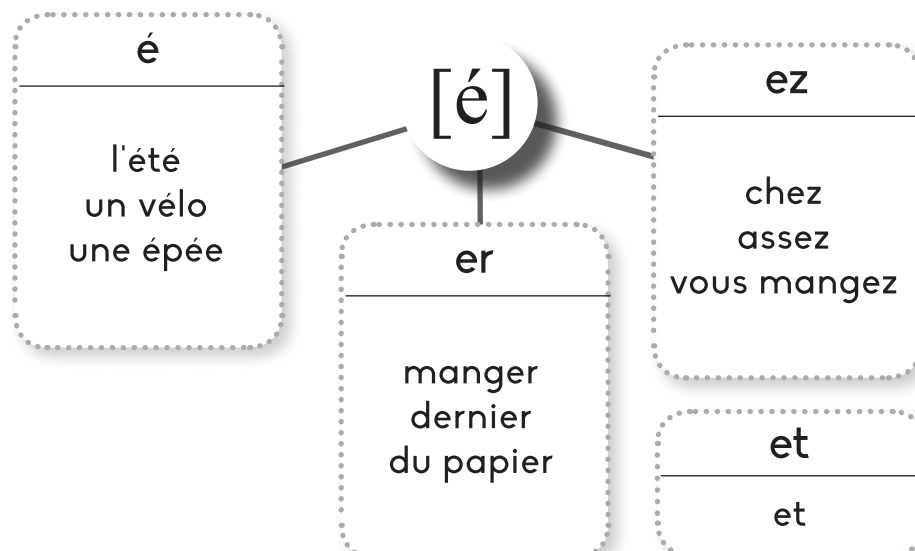 é
l'été
un vélo
une épée
[é]
er
manger
dernier
du papier
ez
chez
assez
vous mangez
et
et